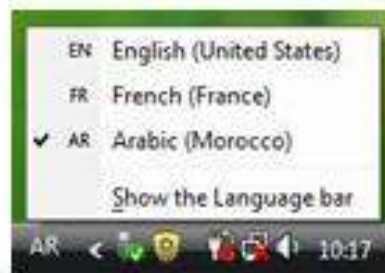 EN English (United States)
FR French (France)
AR Arabic (Morocco)
Show the Language bar
AR < 10:17